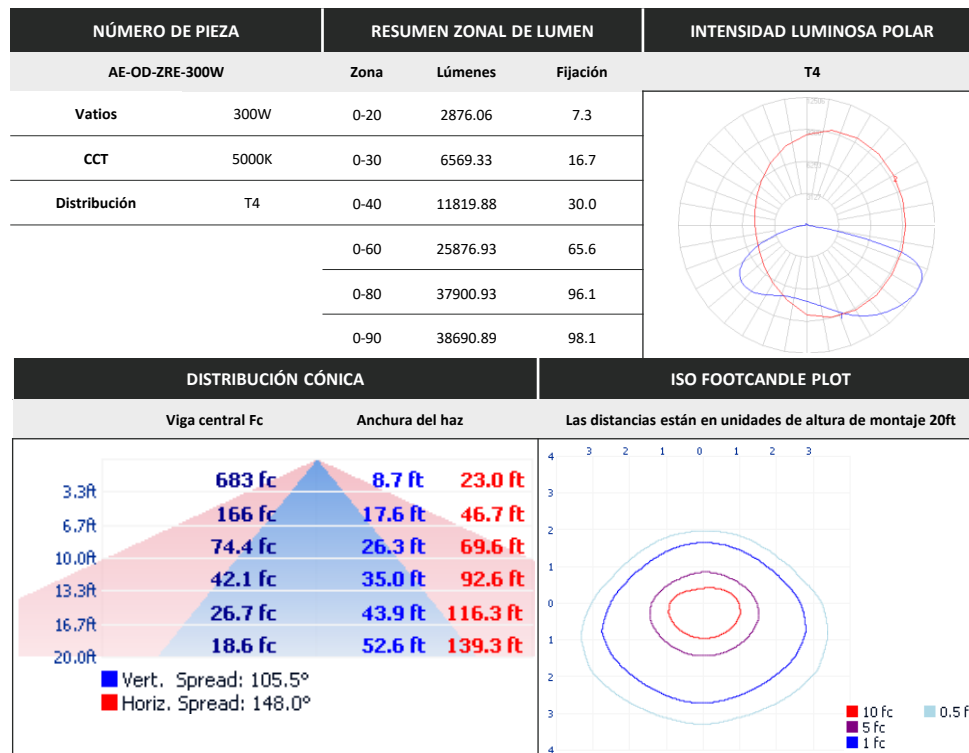 NÚMERO DE PIEZA
RESUMEN ZONAL DE LUMEN
INTENSIDAD LUMINOSA POLAR
AE-OD-ZRE-300W
Zona Lúmenes Fijación
T4
Vatios 300W
0-20 2876.06 7.3
CCT 5000K
0-30 6569.33 16.7
Distribución T4
0-40 11819.88 30.0
0-60 25876.93 65.6
0-80 37900.93 96.1
0-90 38690.89 98.1
2
1
DISTRIBUCIÓN CÓNICA
ISO FOOTCANDLE PLOT
Viga central Fc Anchura del haz
Las distancias están en unidades de altura de montaje 20ft
3.3ft 683 fc 8.7 ft 23.0 ft
6.7ft 166 fc 17.6 ft 46.7 ft
10.0ft 74.4 fc 26.3 ft 69.6 ft
13.3ft 42.1 fc 35.0 ft 92.6 ft
16.7ft 26.7 fc 43.9 ft 116.3 ft
20.0ft 18.6 fc 52.6 ft 139.3 ft
Vert. Spread: 105.5°
Horiz. Spread: 148.0°
3 2 1 0 1 2 3
4
3
2
1
0
1
2
3
4
10 fc 0.5 f
5 fc
1 fc